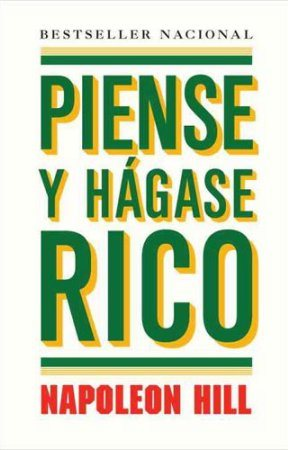 BESTSELLER NACIONAL
PIENSE
Y HÁGASE
RICO
NAPOLEON HILL